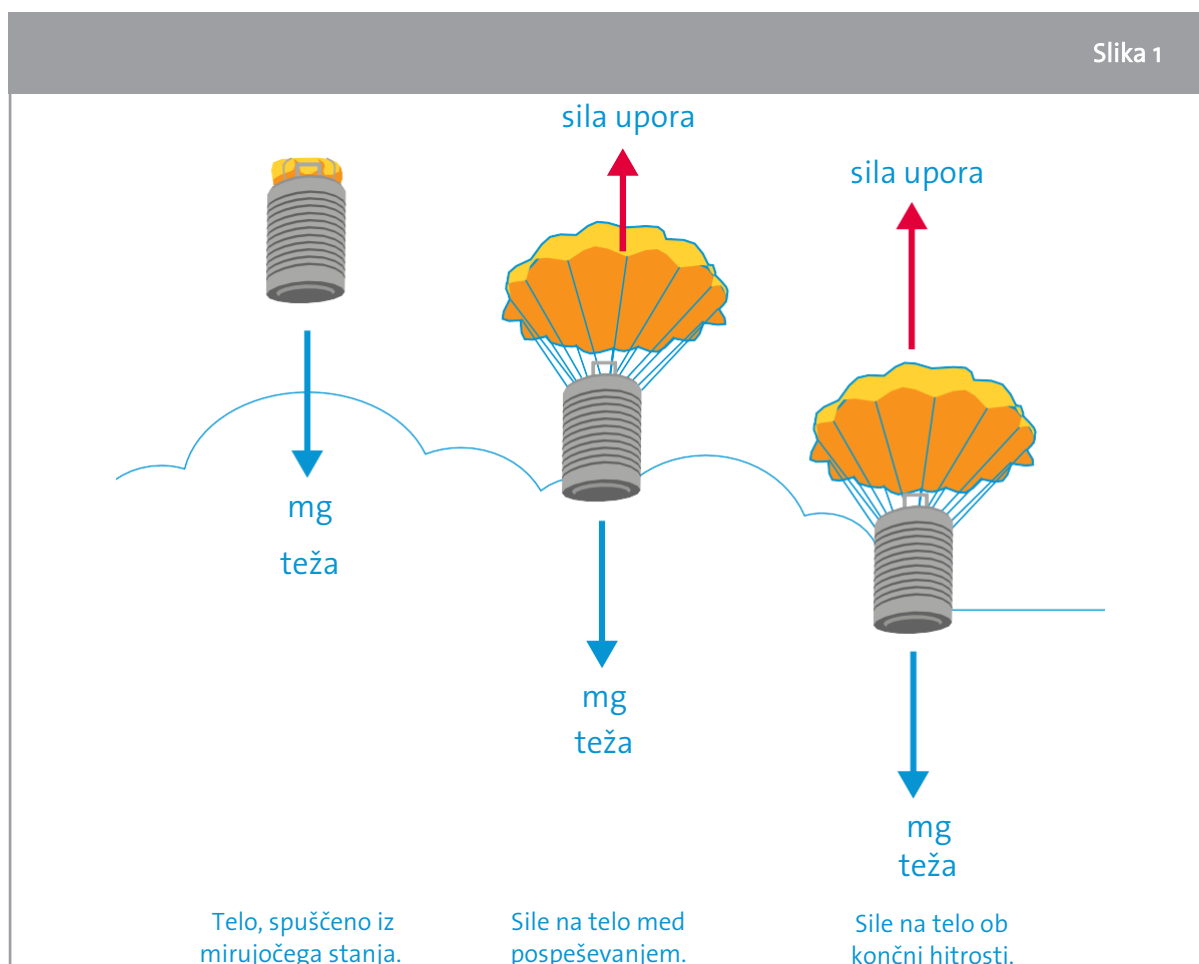 Slika 1
sila upora
sila upora
mg
teža
mg
teža
mg
teža
Telo, spuščeno iz
mirujočega stanja.
Sile na telo med
pospeševanjem.
Sile na telo ob
končni hitrosti.